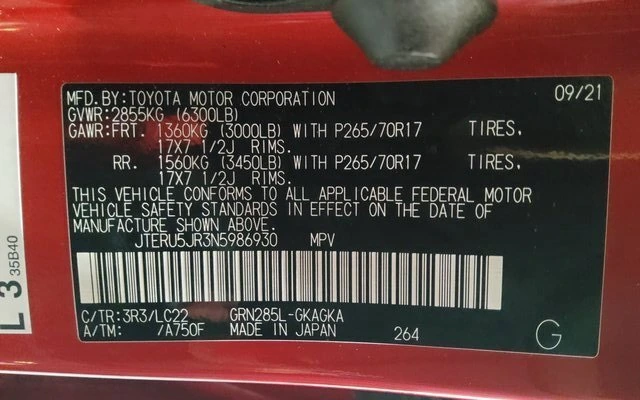 MFD.BY:TOYOTA MOTOR CORPORATION 09/21
GVWR:2855KG (6300LB)
GAWR:FRT. 1360KG (3000LB) WITH P265/70R17 TIRES,
17X7 1/2J RIMS.
RR. 1560KG (3450LB) WITH P265/70R17 TIRES,
17X7 1/2J RIMS.
THIS VEHICLE CONFORMS TO ALL APPLICABLE FEDERAL MOTOR
VEHICLE SAFETY STANDARDS IN EFFECT ON THE DATE OF
MANUFACTURE SHOWN ABOVE.
JTERU5JR3N5986930 MPV
C/TR:3R3/LC22 GRN285L-GKAGKA
A/TM: /A750F MADE IN JAPAN 264 G
L 3
35B40